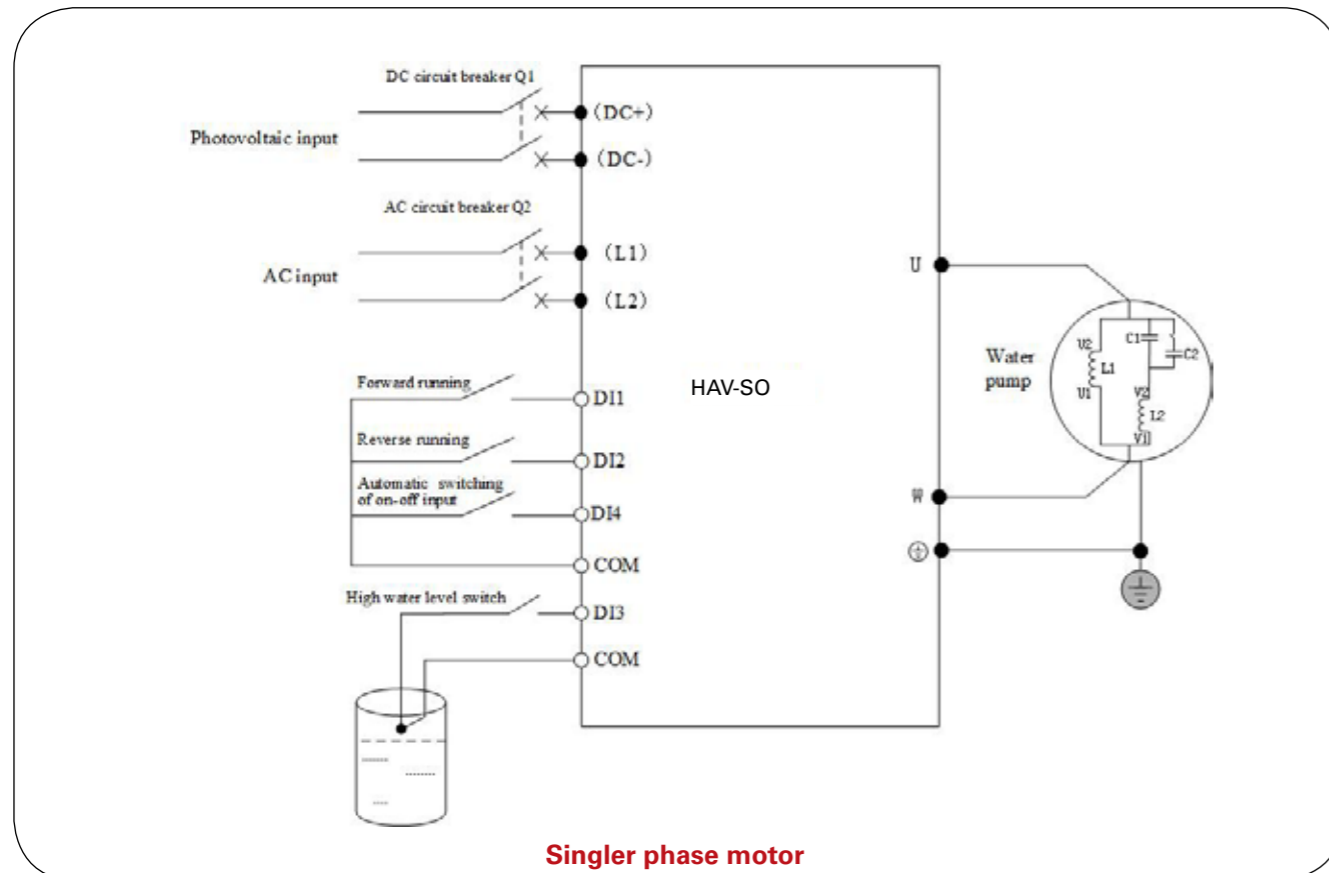 DC circuit breaker Q1
(DC+)
Photovoltaic input
(DC-)
AC circuit breaker Q2
(L1)
AC input
(L2)
U
Water
pump
U2
L1
U1
C1
C2
V2
L2
V1
HAV-SO
Forward running
DI1
Reverse running
DI2
Automatic switching
of on-off input
DI4
W
COM
High water level switch
DI3
COM
Singler phase motor